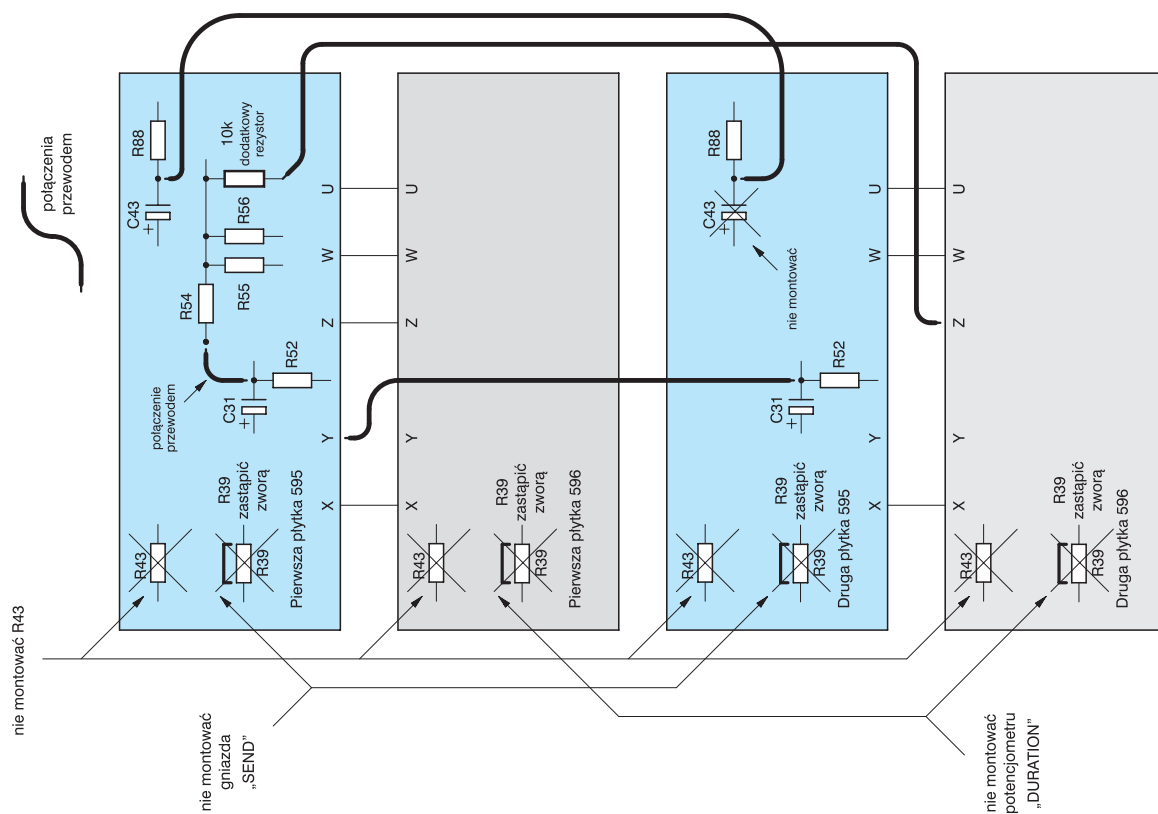 nie montować R43
nie montować
gniazda
„SEND”
nie montować
potencjometru
„DURATION”
połączenia
przewodem
R43
R39
R39
zastąpić
zworą
Pierwsza płytka 595
połączenie
przewodem
C31
+
R52
R54
R55
R56
10k
dodatkowy
rezystor
C43
+
R88
X
Y
Z
W
U
R43
R39
R39
zastąpić
zworą
Pierwsza płytka 596
X
Y
Z
W
U
R43
R39
R39
zastąpić
zworą
Druga płytka 595
C31
+
R52
nie montować
C43
+
R88
X
Y
W
U
R43
R39
R39
zastąpić
zworą
Druga płytka 596
X
Y
Z
W
U